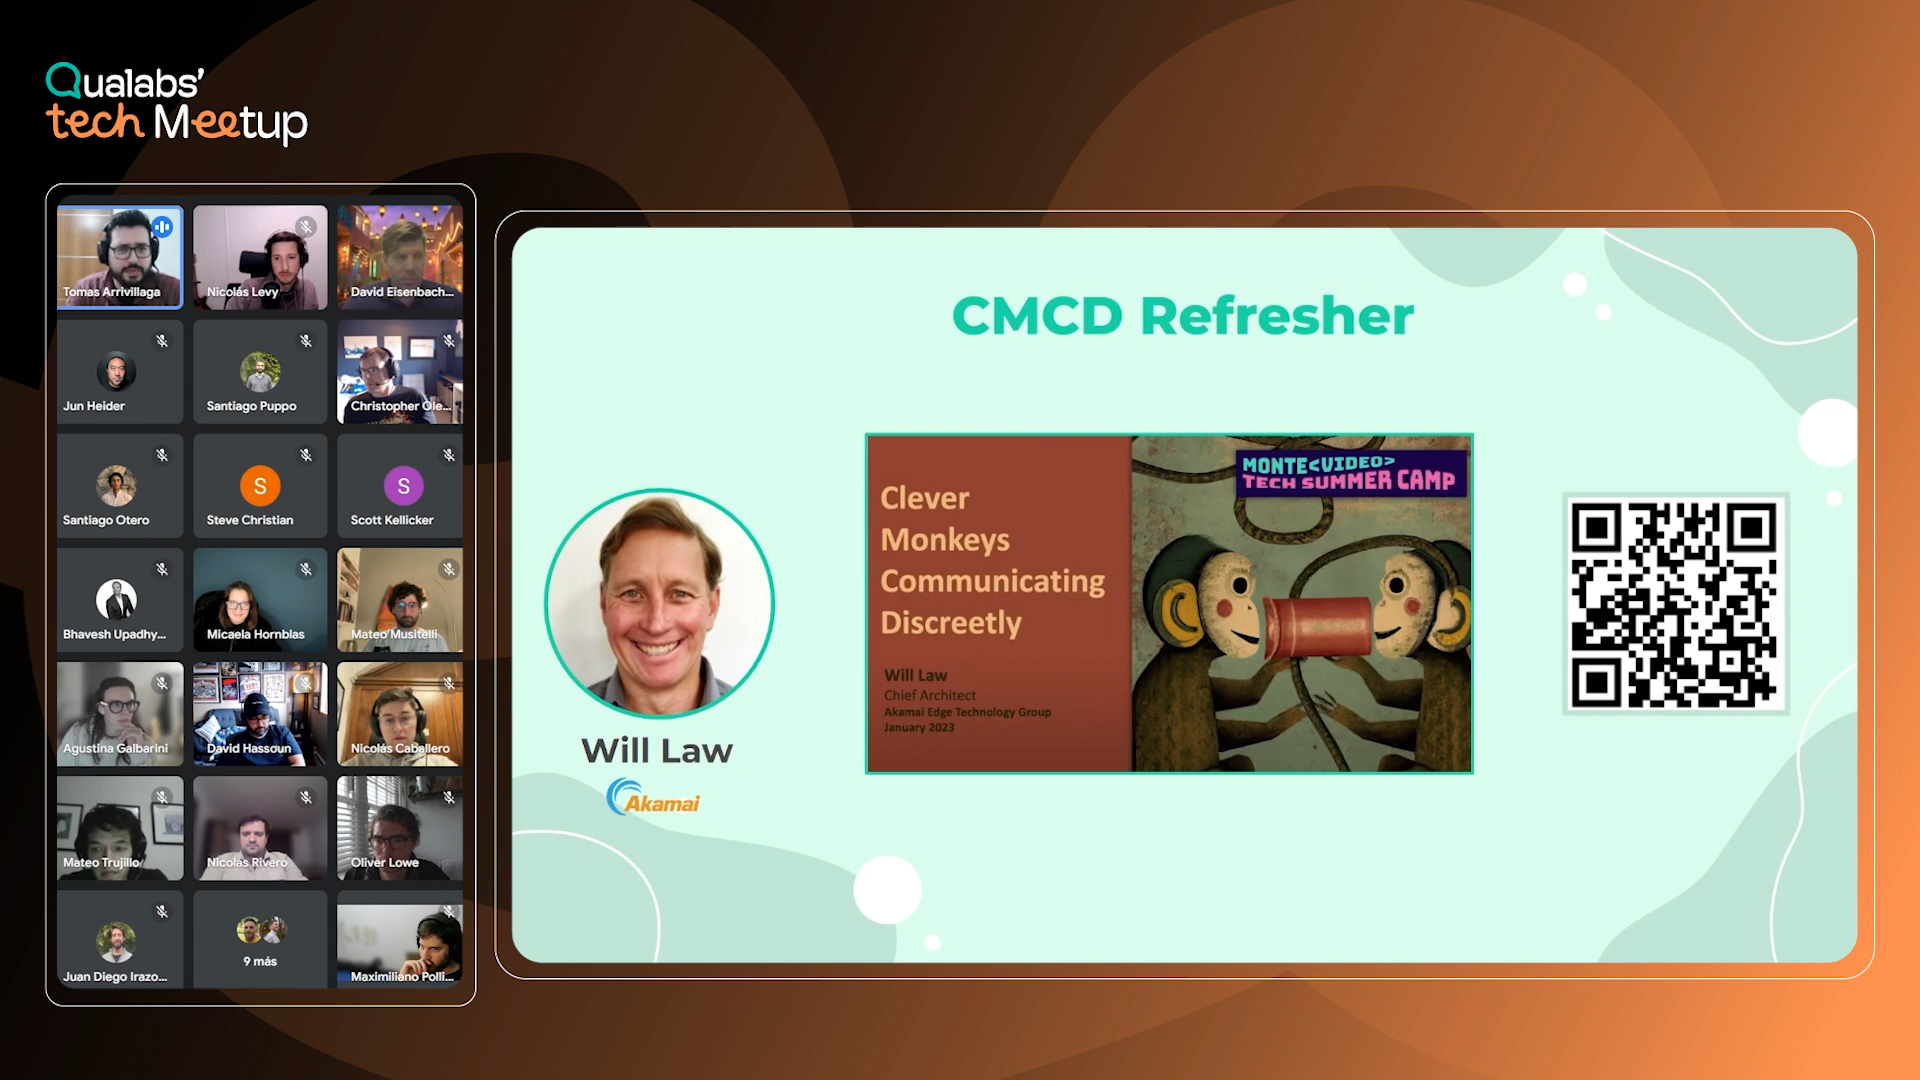 Qualabs'
tech Meetup
Tomas Arrivillaga
Nicolás Levy
David Eisenbach...
Jun Heider
Santiago Puppo
Christopher Ole...
Santiago Otero
S
Steve Christian
S
Scott Kellicker
Bhavesh Upadhy...
Micaela Hornblas
Mateo Musitelli
Agustina Galbarini
David Hassoun
Nicolás Caballero
Mateo Trujillo
Nicolás Rivero
Oliver Lowe
Juan Diego Irazo...
9 más
Maximiliano Polli...
CMCD Refresher
Will Law
Akamai
Clever
Monkeys
Communicating
Discreetly
Will Law
Chief Architect
Akamai Edge Technology Group
January 2023
MONTE<VIDEO>
TECH SUMMER CAMP